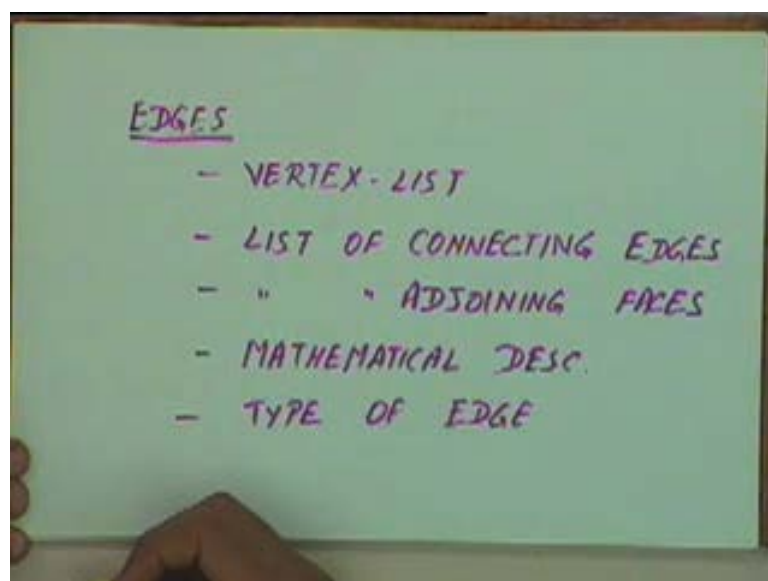 EDGES
- VERTEX-LIST
- LIST OF CONNECTING EDGES
- " " ADJOINING FACES
- MATHEMATICAL DESC.
- TYPE OF EDGE